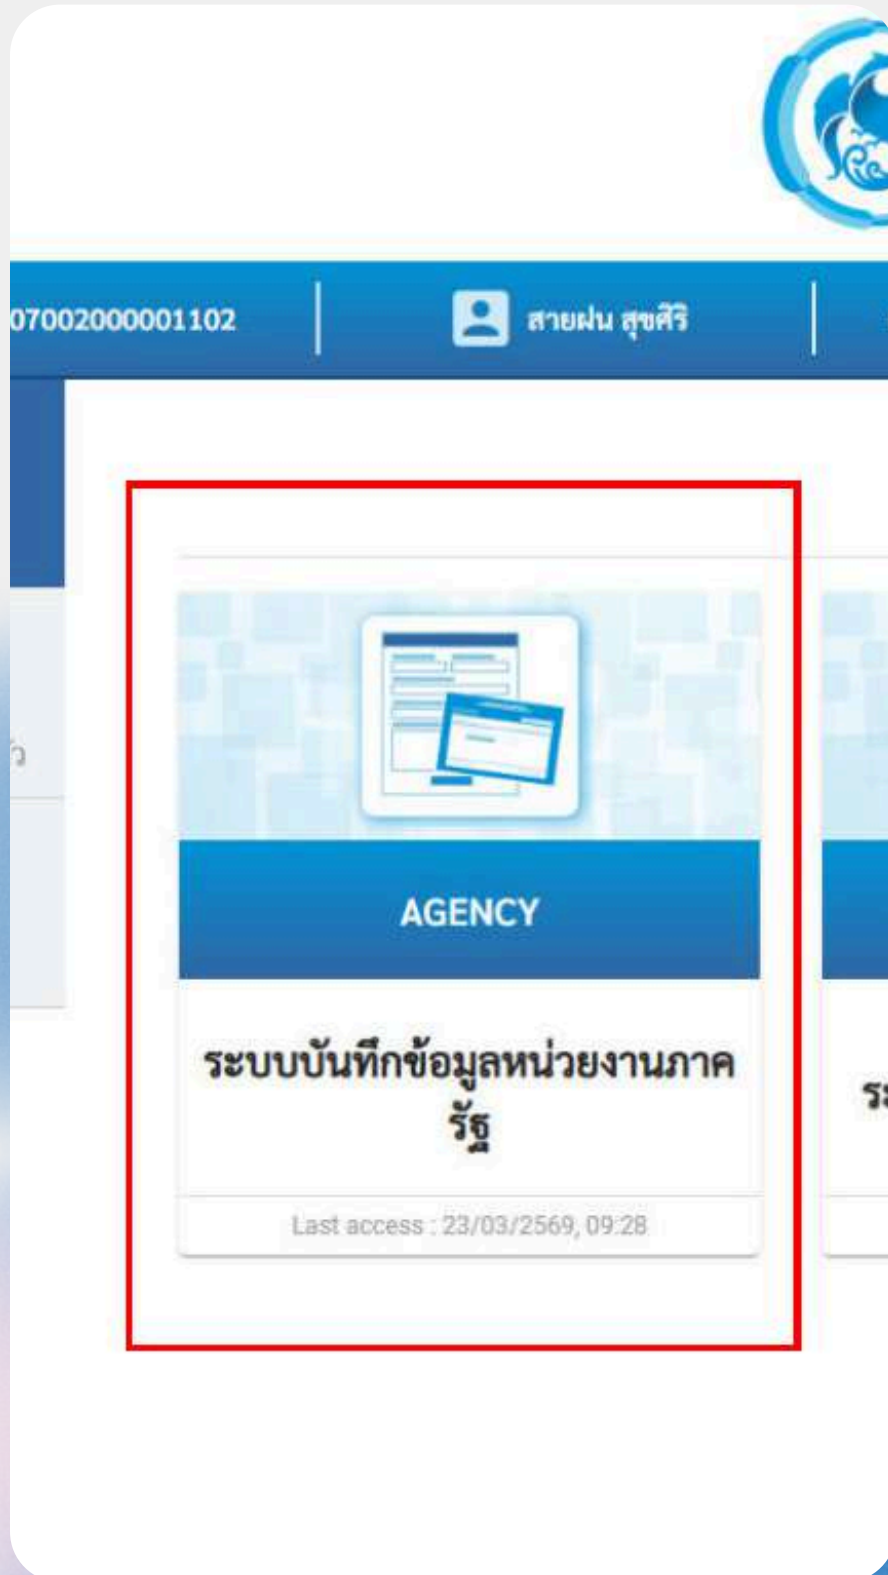 07002000001102
สายฝน สุขศิริ
AGENCY
ระบบบันทึกข้อมูลหน่วยงานภาค
รัฐ
Last access : 23/03/2569, 09:28